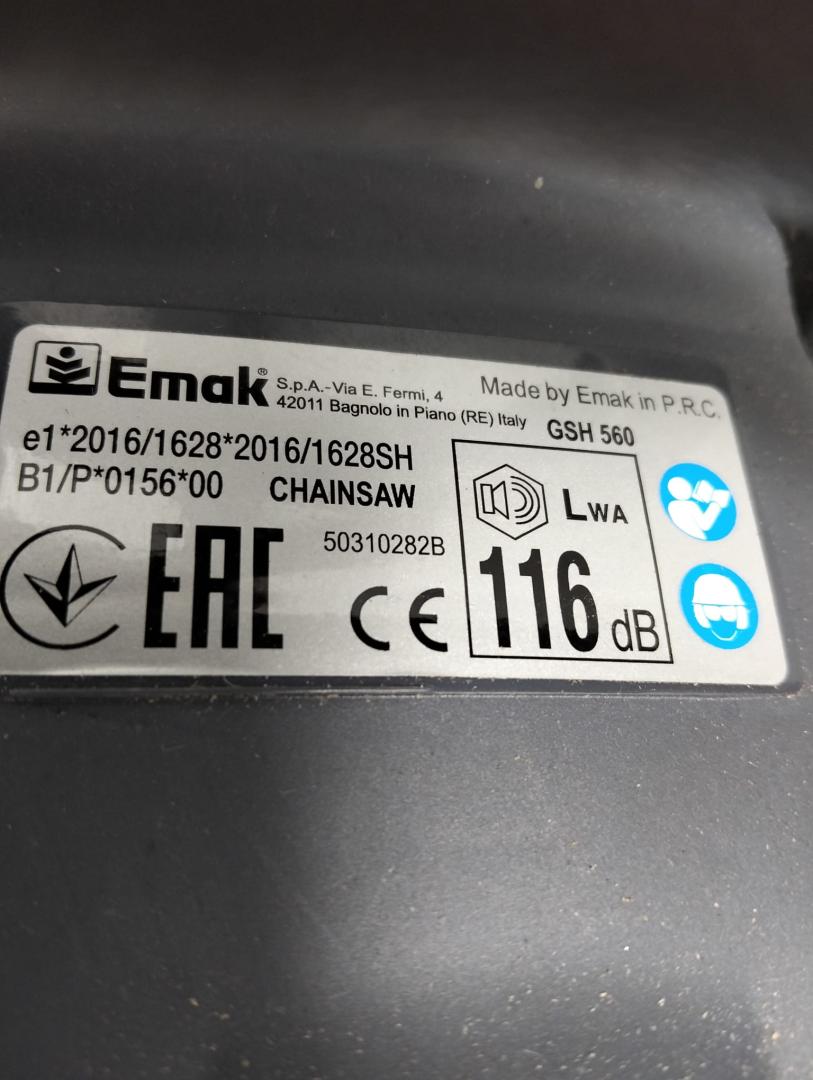 Emak® S.p.A.-Via E. Fermi, 4
42011 Bagnolo in Piano (RE) Italy
Made by Emak in P.R.C.
GSH 560
e1*2016/1628*2016/1628SH
B1/P*0156*00 CHAINSAW
50310282B
EAC
CE
LWA
116 dB